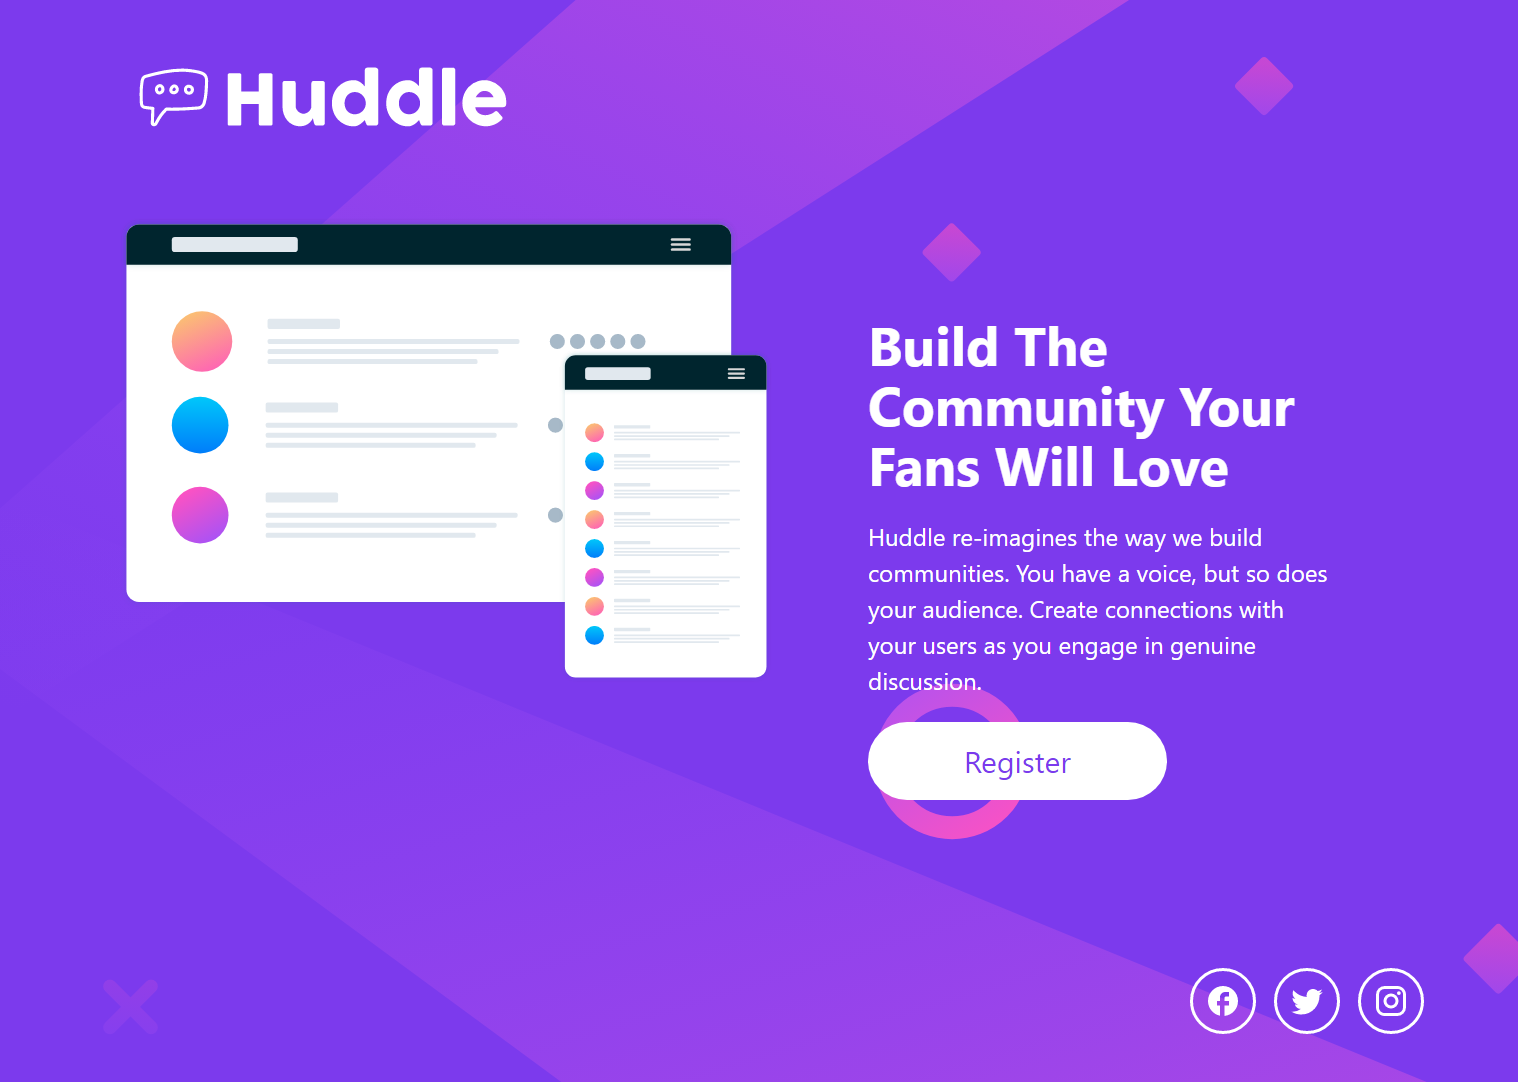 Huddle
Build The
Community Your
Fans Will Love
Huddle re-imagines the way we build
communities. You have a voice, but so does
your audience. Create connections with
your users as you engage in genuine
discussion.
Register